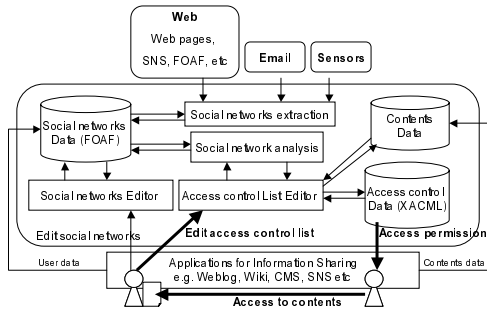 Web
Web pages,
SNS, FOAF, etc
Email
Sensors
Social networks
Data (FOAF)
Social networks extraction
Contents
Data
Social network analysis
Social networks Editor
Access control List Editor
Access control
Data (XACML)
Edit social networks
Edit access control list
Access permission
User data
Applications for Information Sharing
e.g. Weblog, Wiki, CMS, SNS etc
Contents data
Access to contents